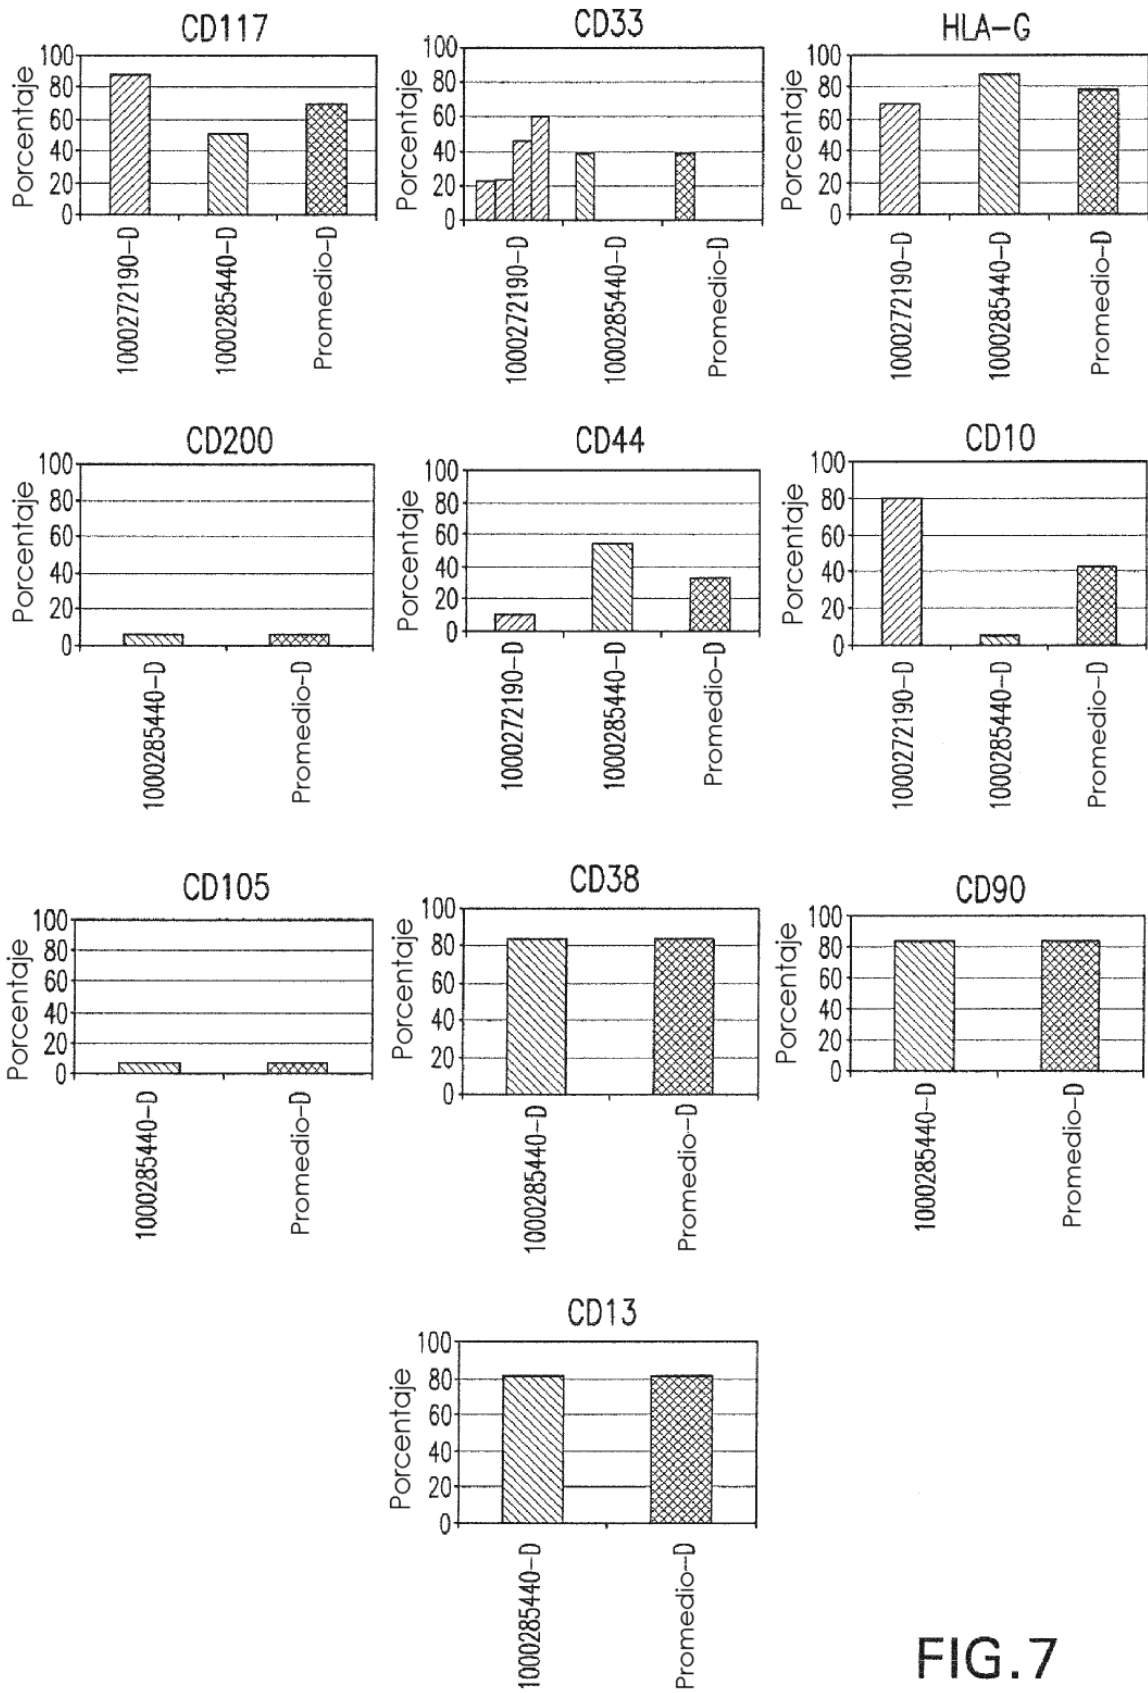 CD117
Porcentaje
100
80
60
40
20
0
1000272190-D
1000285440-D
Promedio-D
CD33
Porcentaje
100
80
60
40
20
0
1000272190-D
1000285440-D
Promedio-D
HLA-G
Porcentaje
100
80
60
40
20
0
1000272190-D
1000285440-D
Promedio-D
CD200
Porcentaje
100
80
60
40
20
0
1000285440-D
Promedio-D
CD44
Porcentaje
100
80
60
40
20
0
1000272190-D
1000285440-D
Promedio-D
CD10
Porcentaje
100
80
60
40
20
0
1000272190-D
1000285440-D
Promedio-D
CD105
Porcentaje
100
80
60
40
20
0
1000285440-D
Promedio-D
CD38
Porcentaje
100
80
60
40
20
0
1000285440-D
Promedio-D
CD90
Porcentaje
100
80
60
40
20
0
1000285440-D
Promedio-D
CD13
Porcentaje
100
80
60
40
20
0
1000285440-D
Promedio-D
FIG.7